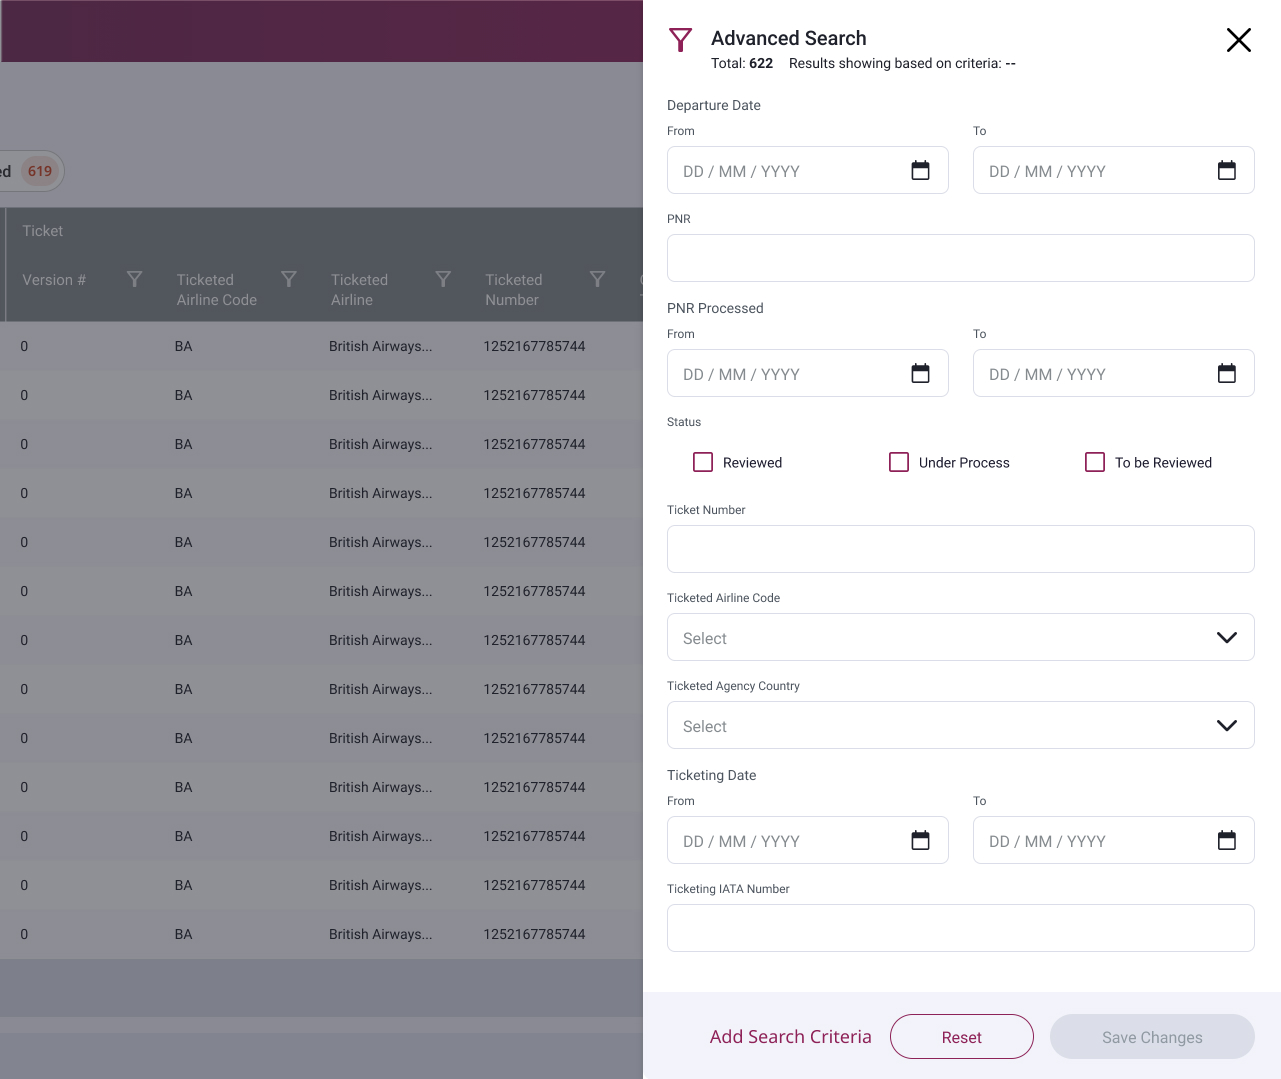 ed 619
Ticket
Version #
Ticketed
Airline Code
Ticketed
Airline
Ticketed
Number
0 BA British Airways... 1252167785744
0 BA British Airways... 1252167785744
0 BA British Airways... 1252167785744
0 BA British Airways... 1252167785744
0 BA British Airways... 1252167785744
0 BA British Airways... 1252167785744
0 BA British Airways... 1252167785744
0 BA British Airways... 1252167785744
0 BA British Airways... 1252167785744
0 BA British Airways... 1252167785744
0 BA British Airways... 1252167785744
0 BA British Airways... 1252167785744
0 BA British Airways... 1252167785744
Advanced Search
Total: 622 Results showing based on criteria: --
Departure Date
From To
DD / MM / YYYY DD / MM / YYYY
PNR
PNR Processed
From To
DD / MM / YYYY DD / MM / YYYY
Status
Reviewed Under Process To be Reviewed
Ticket Number
Ticketed Airline Code
Select
Ticketed Agency Country
Select
Ticketing Date
From To
DD / MM / YYYY DD / MM / YYYY
Ticketing IATA Number
Add Search Criteria Reset Save Changes